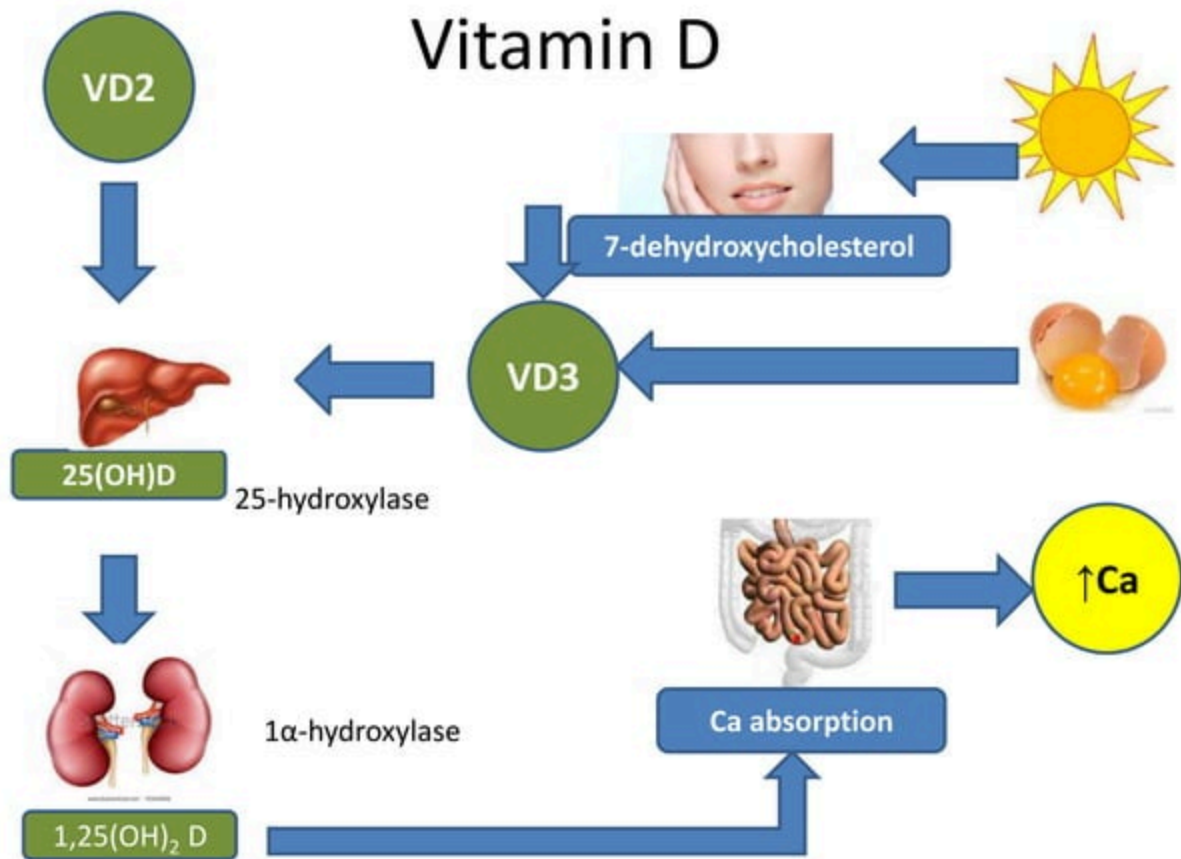 Vitamin D
VD2
7-dehydroxycholesterol
VD3
25(OH)D
25-hydroxylase
↑Ca
1α-hydroxylase
Ca absorption
1,25(OH)₂ D